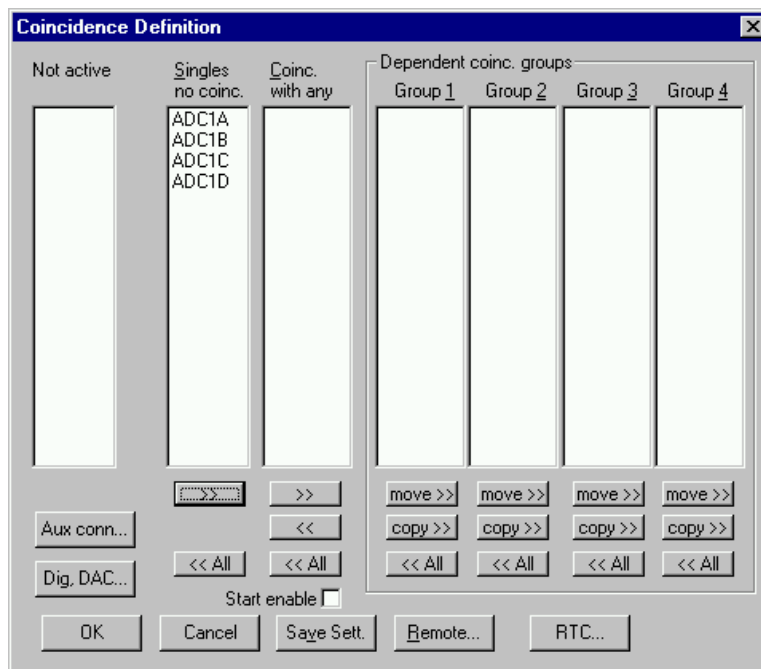 Coincidence Definition
Not active
Singles no coinc.
Coinc. with any
Dependent coinc. groups
Group 1 Group 2 Group 3 Group 4
ADC1A
ADC1B
ADC1C
ADC1D
>> >> move >> move >> move >> move >>
Aux conn... << copy >> copy >> copy >> copy >>
Dig, DAC... << All << All << All << All << All << All
Start enable
OK Cancel Save Sett. Remote... RTC...